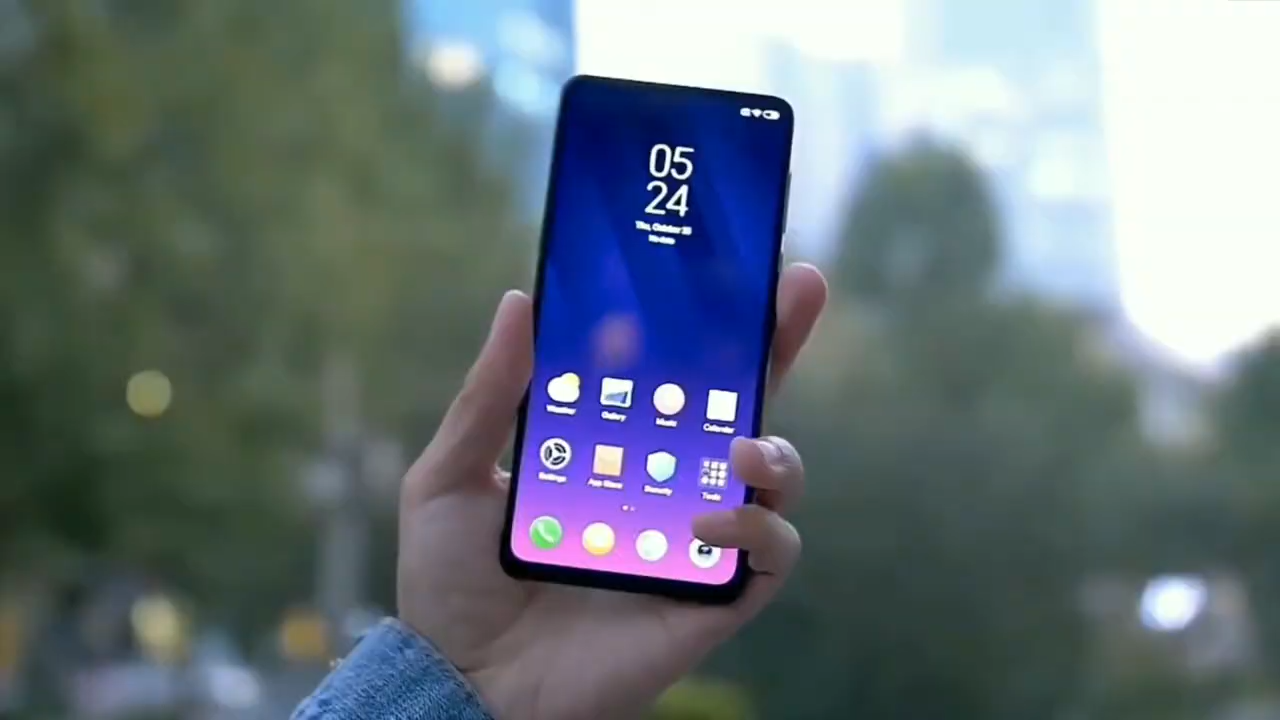 05
24
Weather
Gallery
Music
Calendar
Settings
App Store
Security
Tools